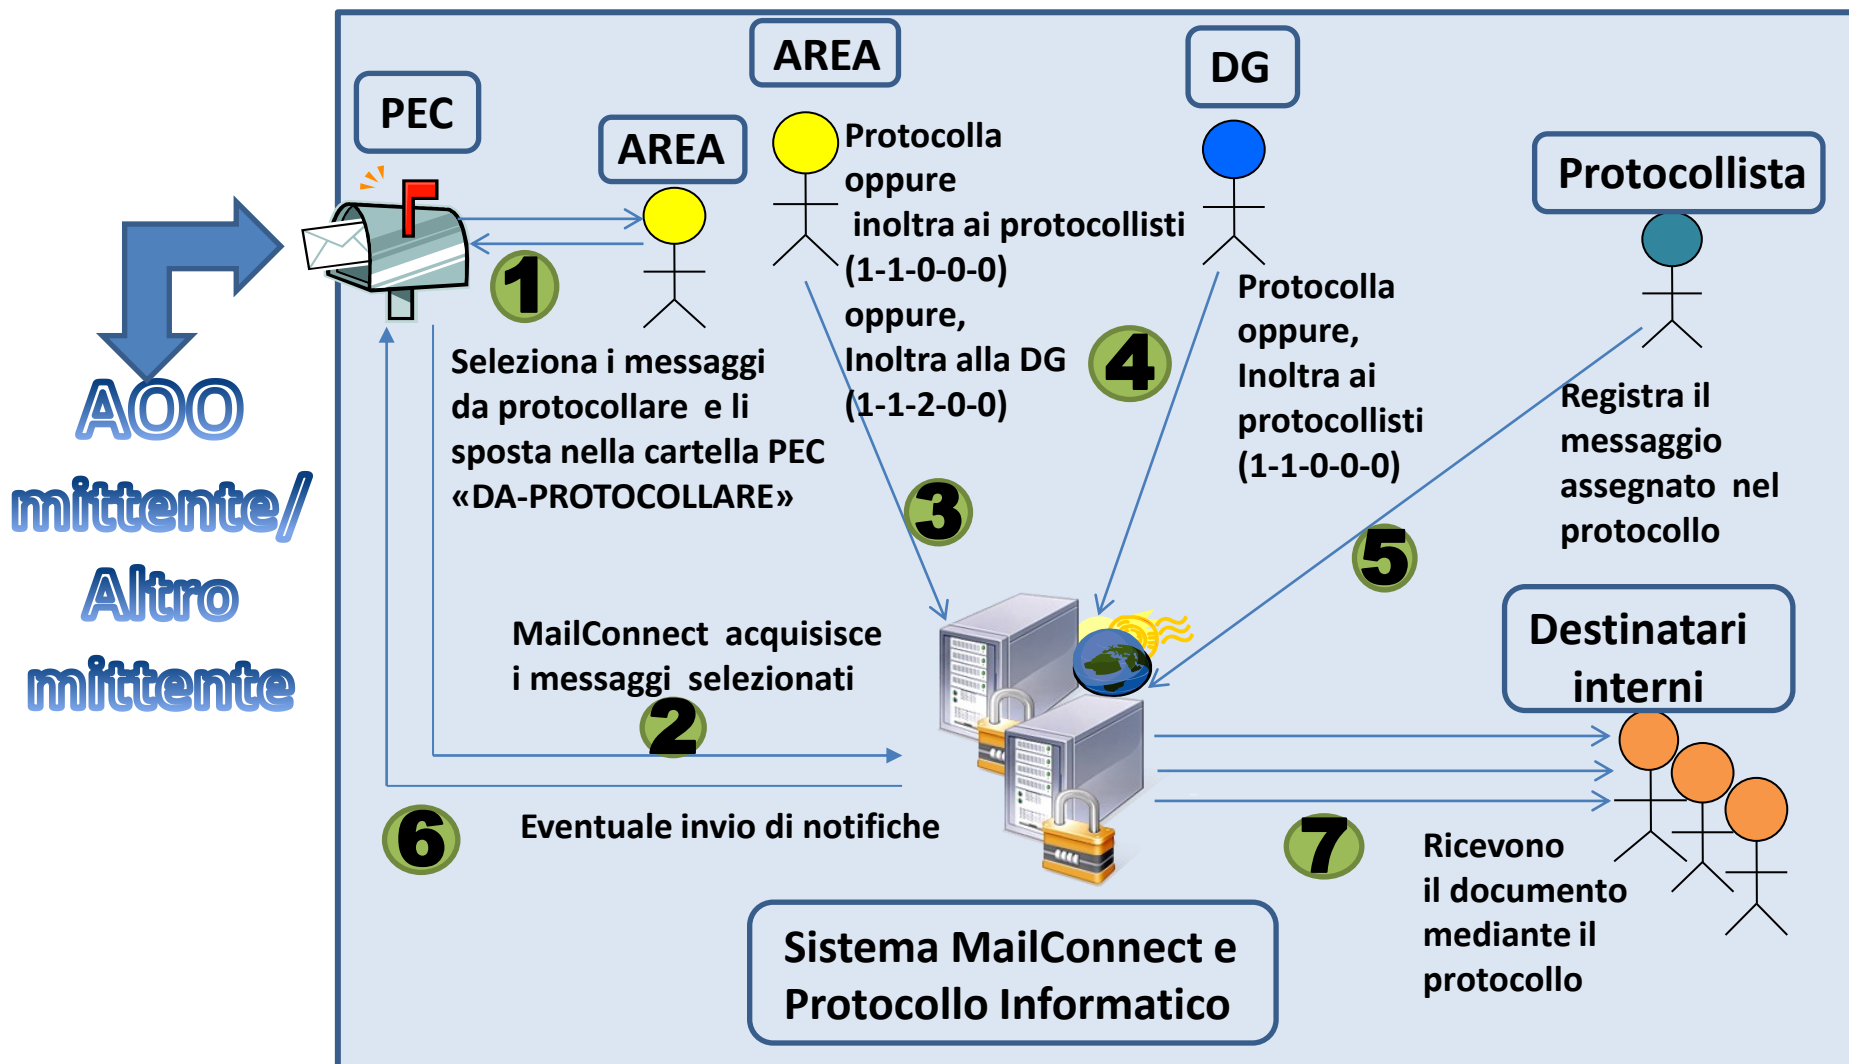 AOO
mittente/
Altro
mittente
PEC
AREA
1
Seleziona i messaggi
da protocollare e li
sposta nella cartella PEC
«DA-PROTOCOLLARE»
MailConnect acquisisce
i messaggi selezionati
2
AREA
Protocolla
oppure
inoltra ai protocollisti
(1-1-0-0-0)
oppure,
Inoltra alla DG
(1-1-2-0-0)
3
DG
Protocolla
oppure,
Inoltra ai
protocollisti
(1-1-0-0-0)
4
Protocollista
Registra il
messaggio
assegnato nel
protocollo
5
6
Eventuale invio di notifiche
Destinatari
interni
7
Ricevono
il documento
mediante il
protocollo
Sistema MailConnect e
Protocollo Informatico